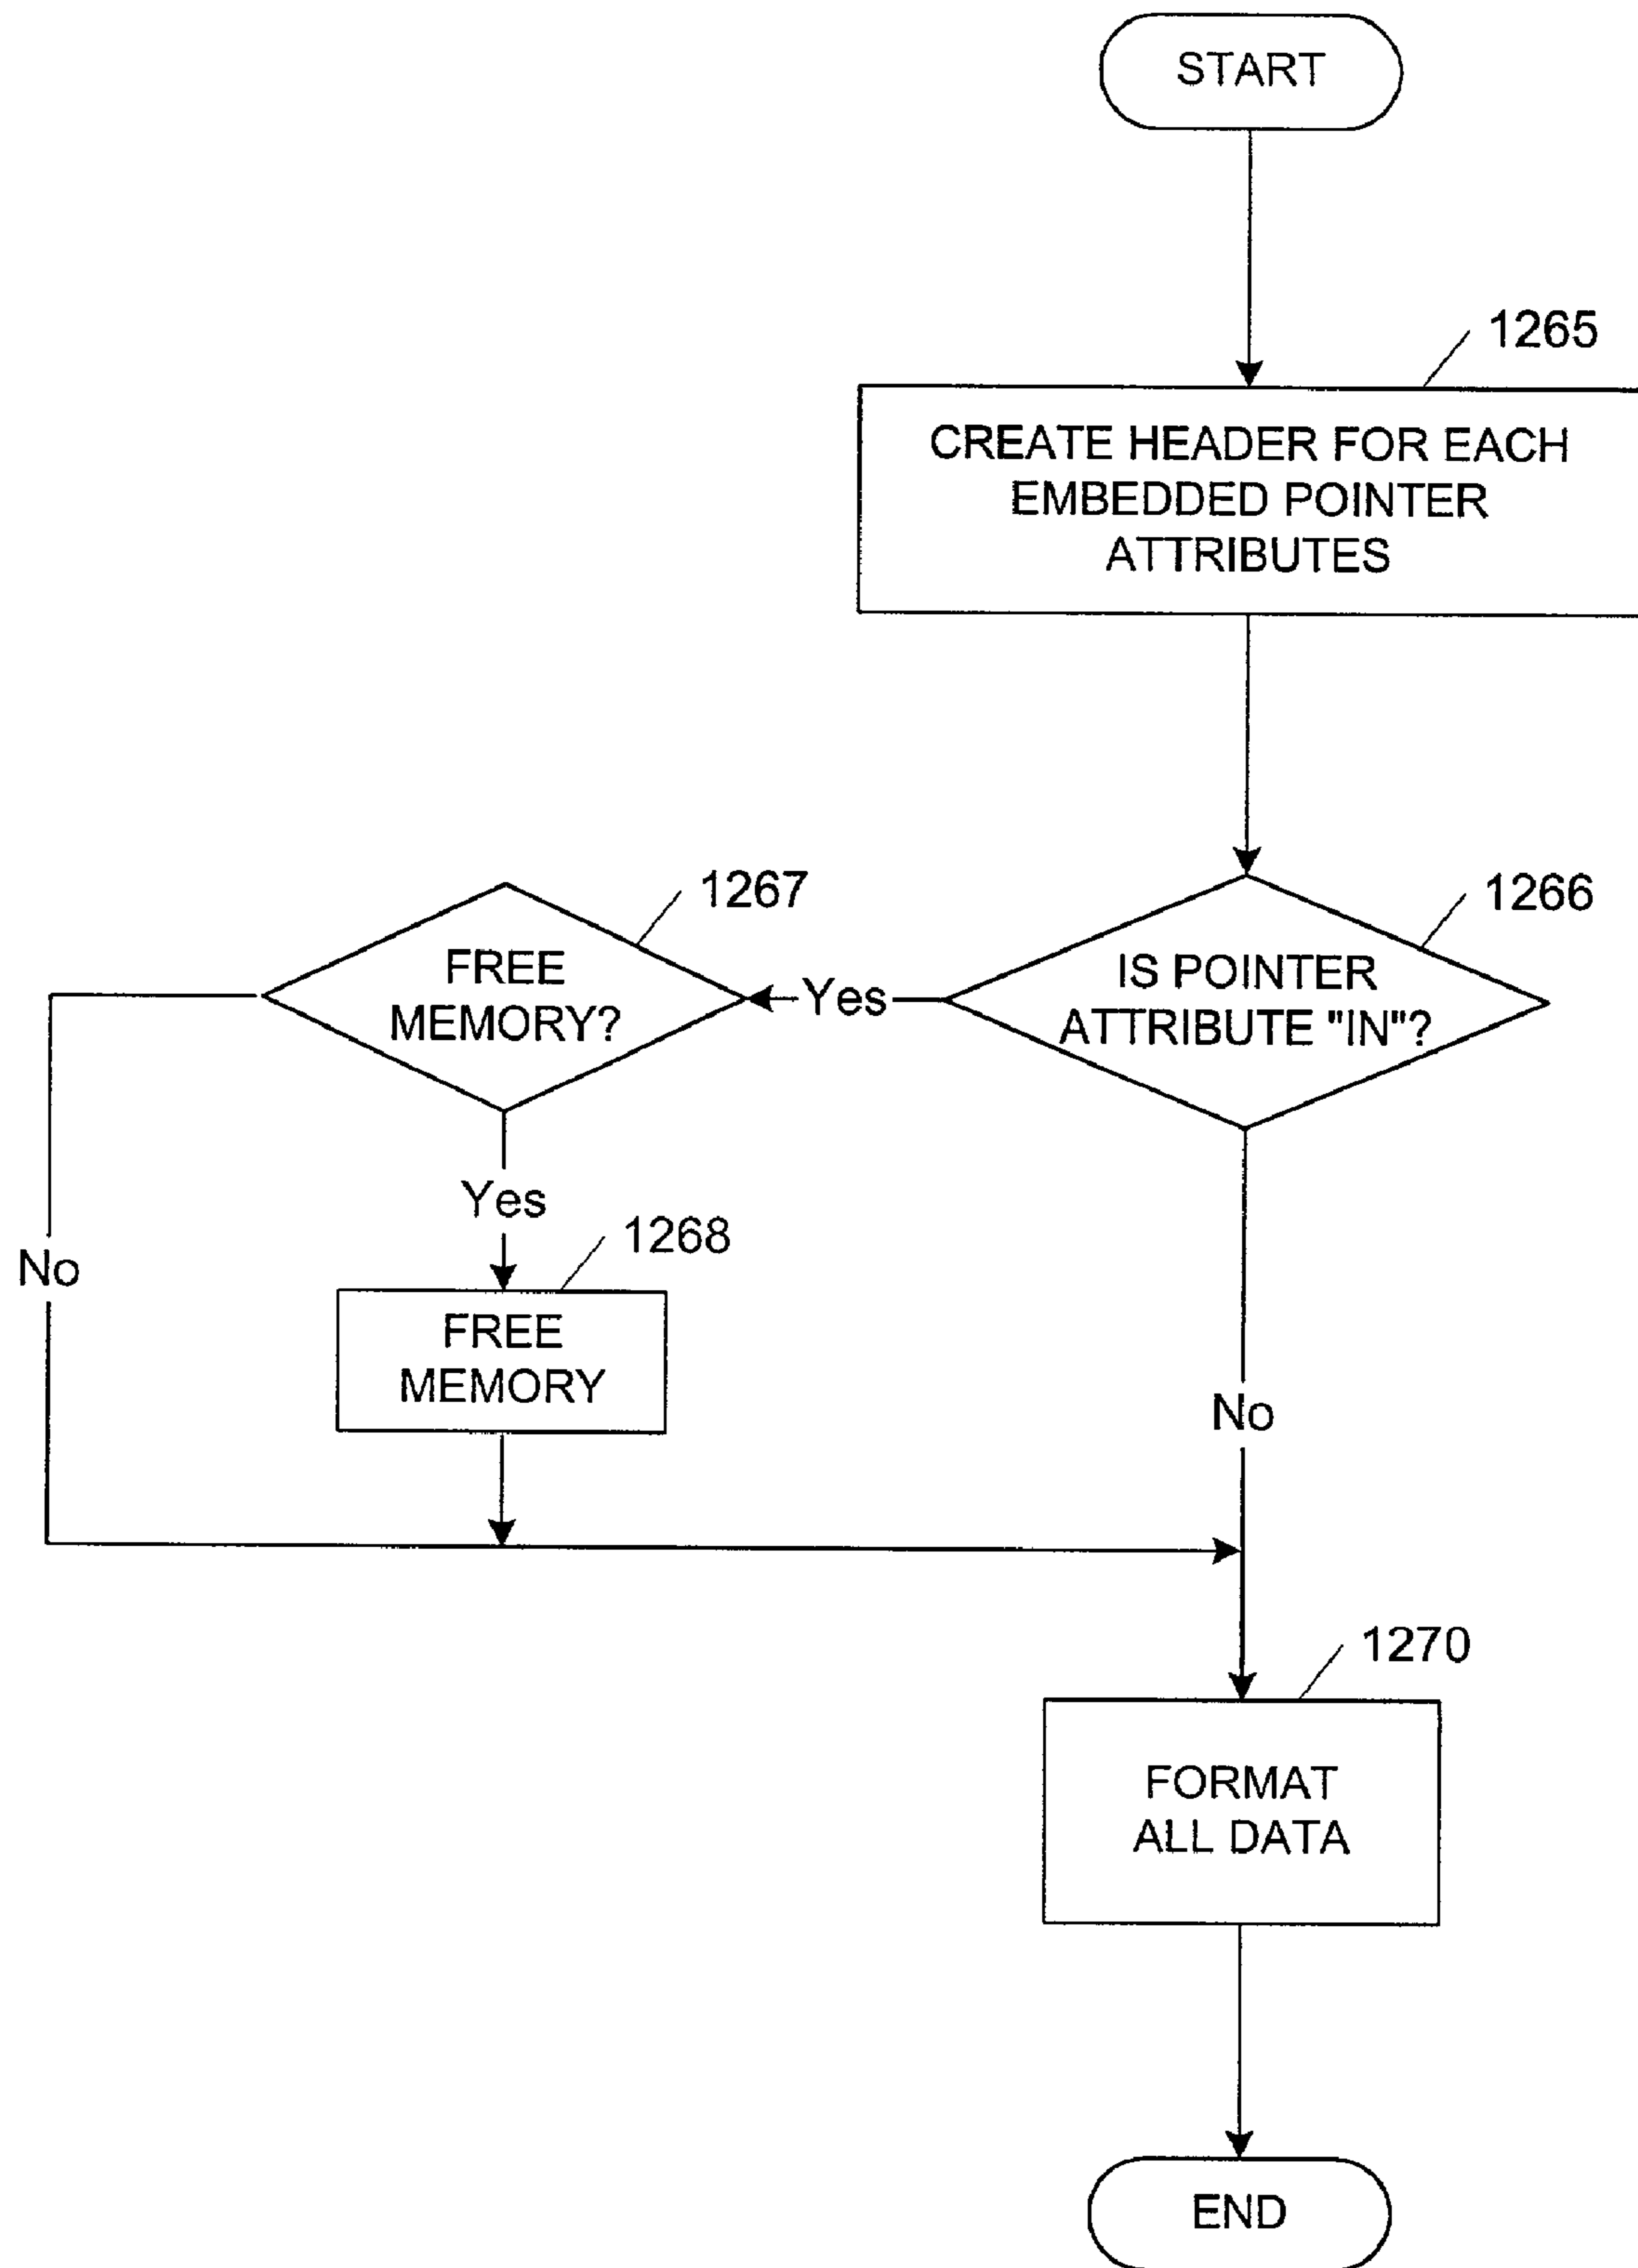 START
1265
CREATE HEADER FOR EACH
EMBEDDED POINTER
ATTRIBUTES
1267
1266
FREE
MEMORY?
Yes
IS POINTER
ATTRIBUTE "IN"?
Yes
1268
No
FREE
MEMORY
No
1270
FORMAT
ALL DATA
END